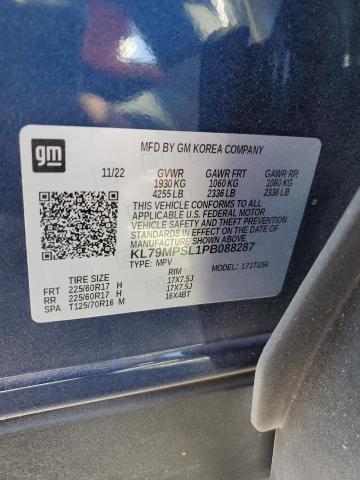 gm
MFD BY GM KOREA COMPANY
11/22 GVWR GAWR FRT GAWR RR
1930 KG 1060 KG 1060 KG
4255 LB 2336 LB 2336 LB
THIS VEHICLE CONFORMS TO ALL
APPLICABLE U.S. FEDERAL MOTOR
VEHICLE SAFETY AND THEFT PREVENTION
STANDARDS IN EFFECT ON THE DATE OF
MANUFACTURE SHOWN ABOVE.
KL79MPSL1PB088287
TYPE: MPV MODEL: 1TU56
TIRE SIZE RIM
FRT 225/60R17 H 17X7.5J
RR 225/60R17 H 17X7.5J
SPA T125/70R16 M 16X4BT